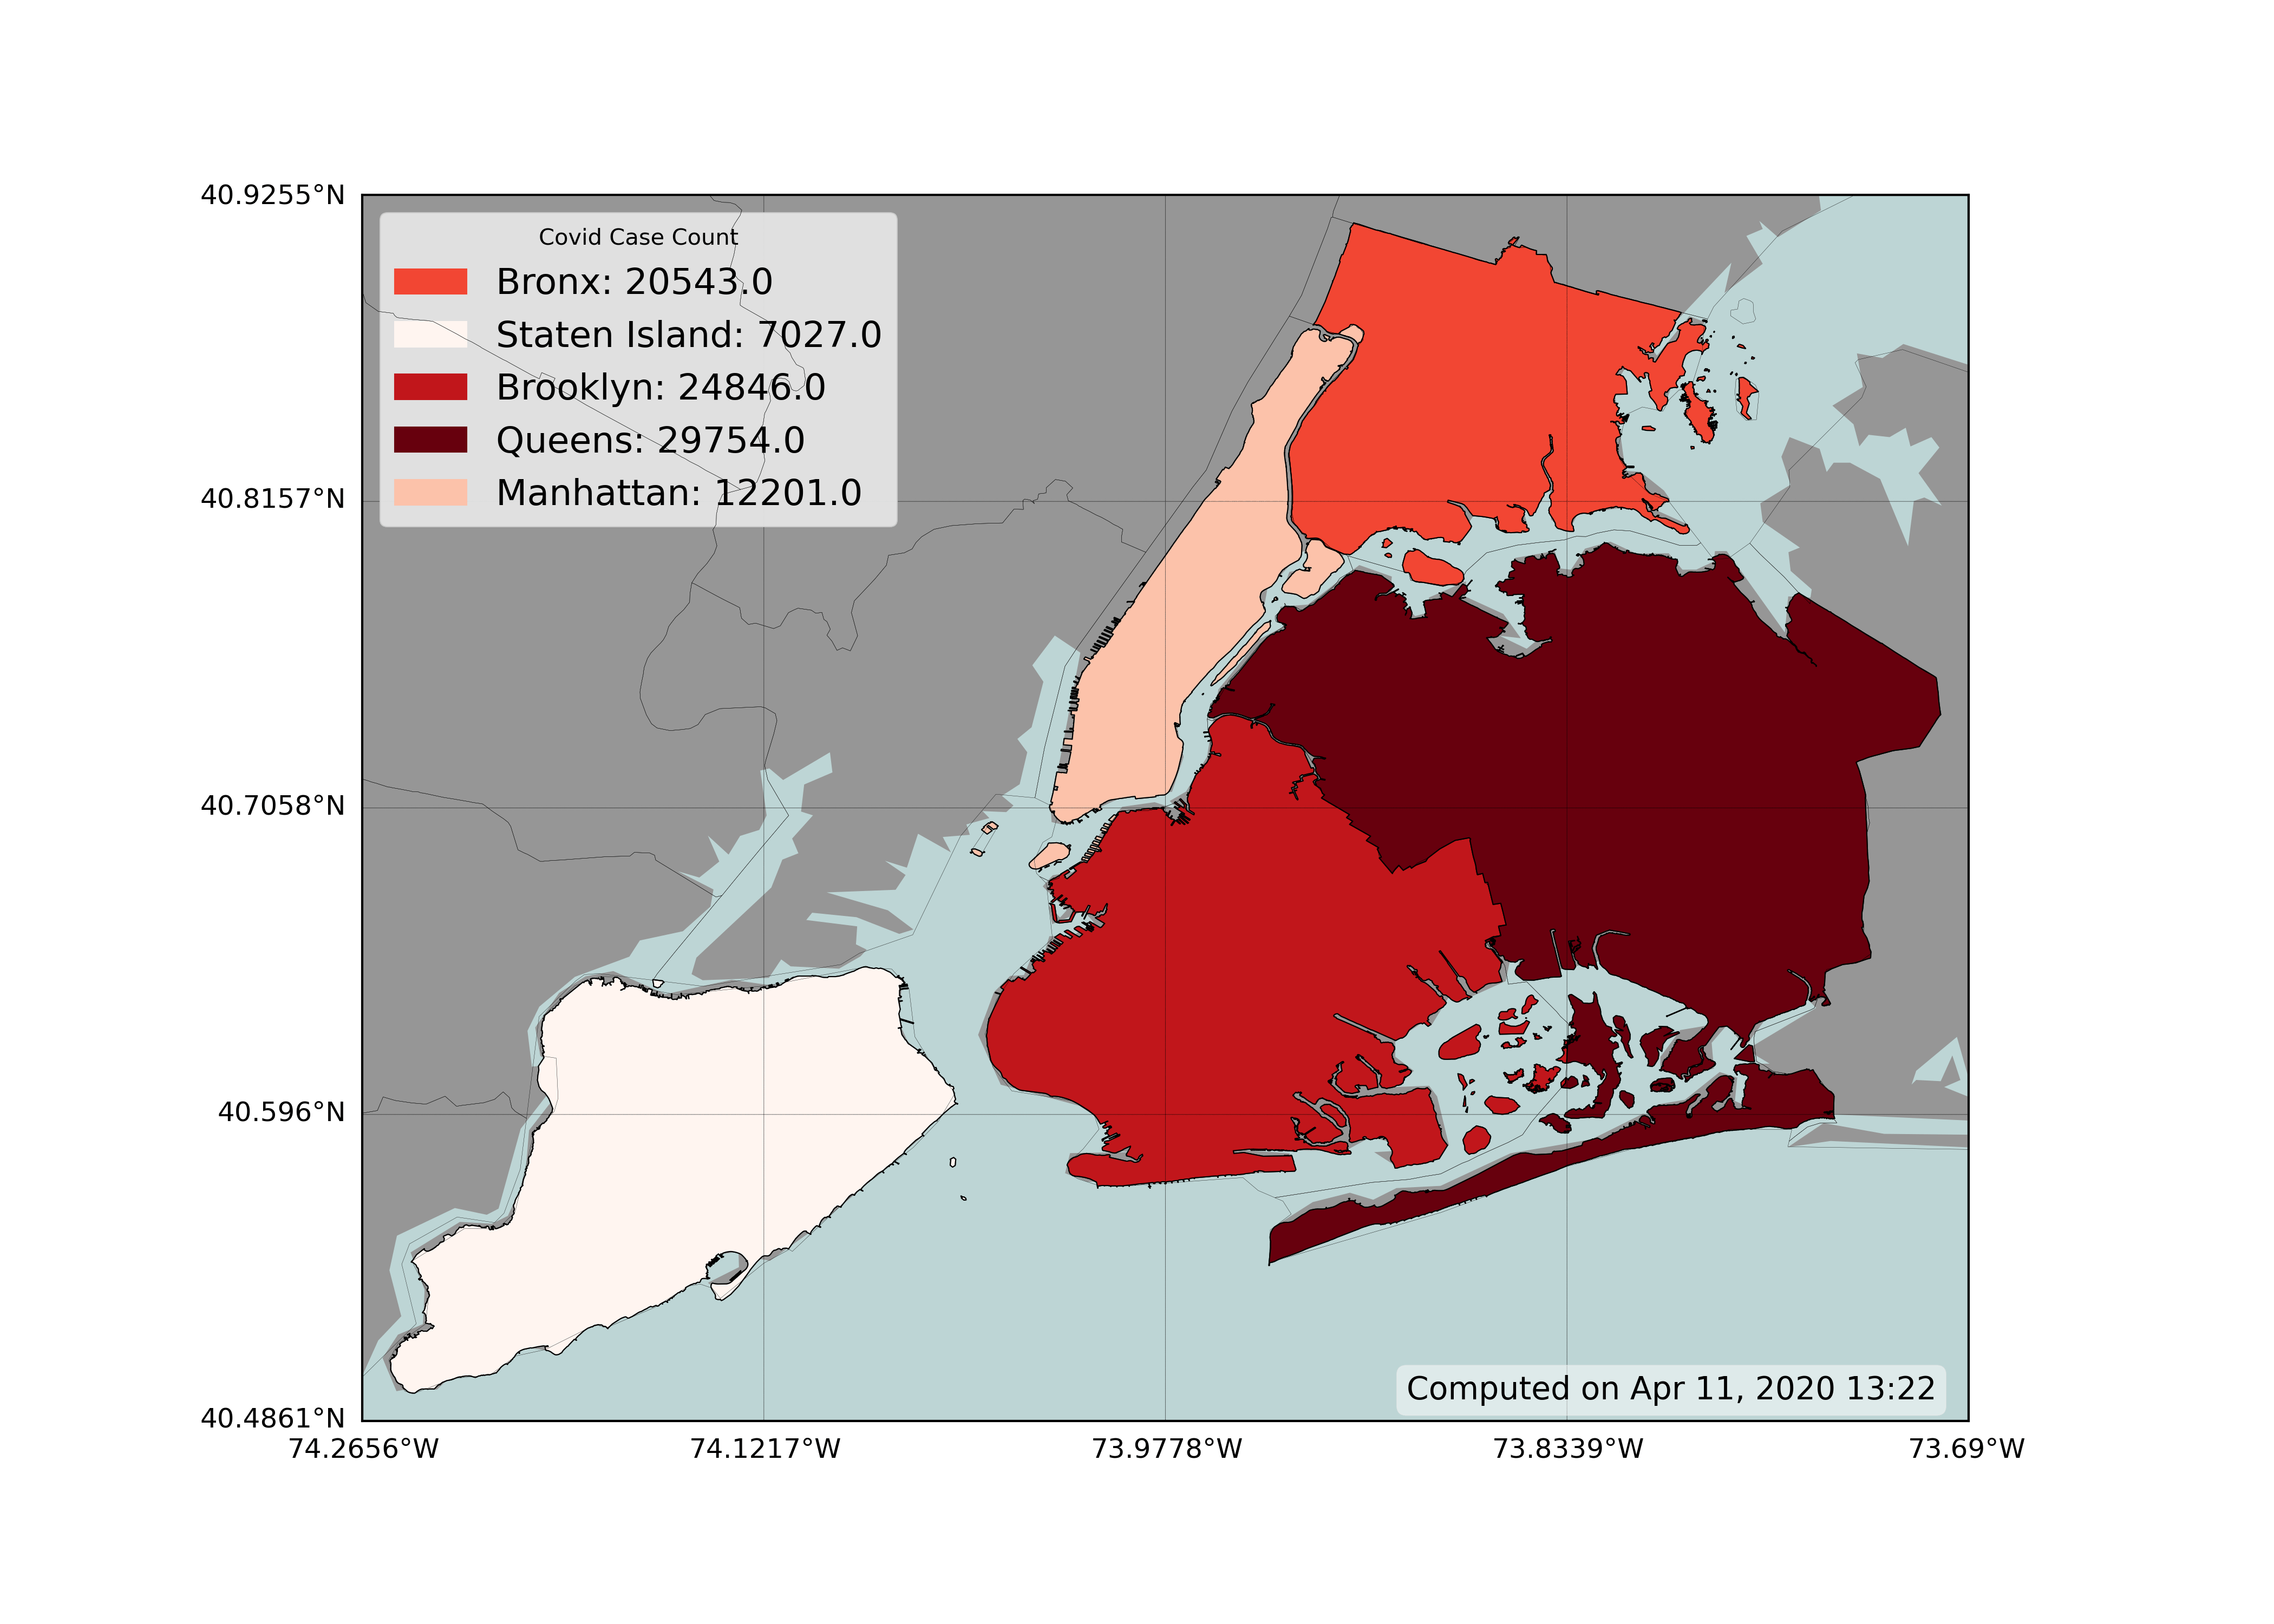 40.9255°N
Covid Case Count
Bronx: 20543.0
Staten Island: 7027.0
Brooklyn: 24846.0
Queens: 29754.0
Manhattan: 12201.0
40.8157°N
40.7058°N
40.596°N
Computed on Apr 11, 2020 13:22
40.4861°N
74.2656°W 74.1217°W 73.9778°W 73.8339°W 73.69°W